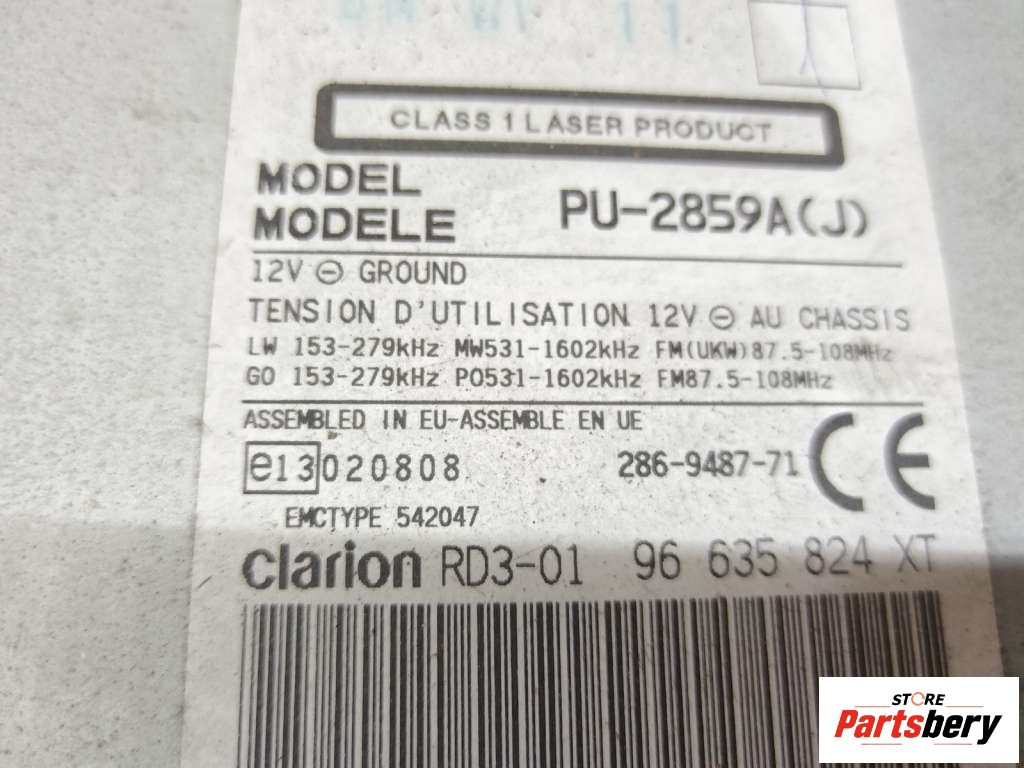 CLASS 1 LASER PRODUCT
MODEL
MODELE PU-2859A(J)
12V ⊖ GROUND
TENSION D'UTILISATION 12V ⊖ AU CHASSIS
LW 153-279kHz MW531-1602kHz FM(UKW)87.5-108MHz
GO 153-279kHz PO531-1602kHz FM87.5-108MHz
ASSEMBLED IN EU-ASSEMBLE EN UE
e13 020808 286-9487-71 CE
EMCTYPE 542047
clarion RD3-01 96 635 824 XT
STORE
Partsbery